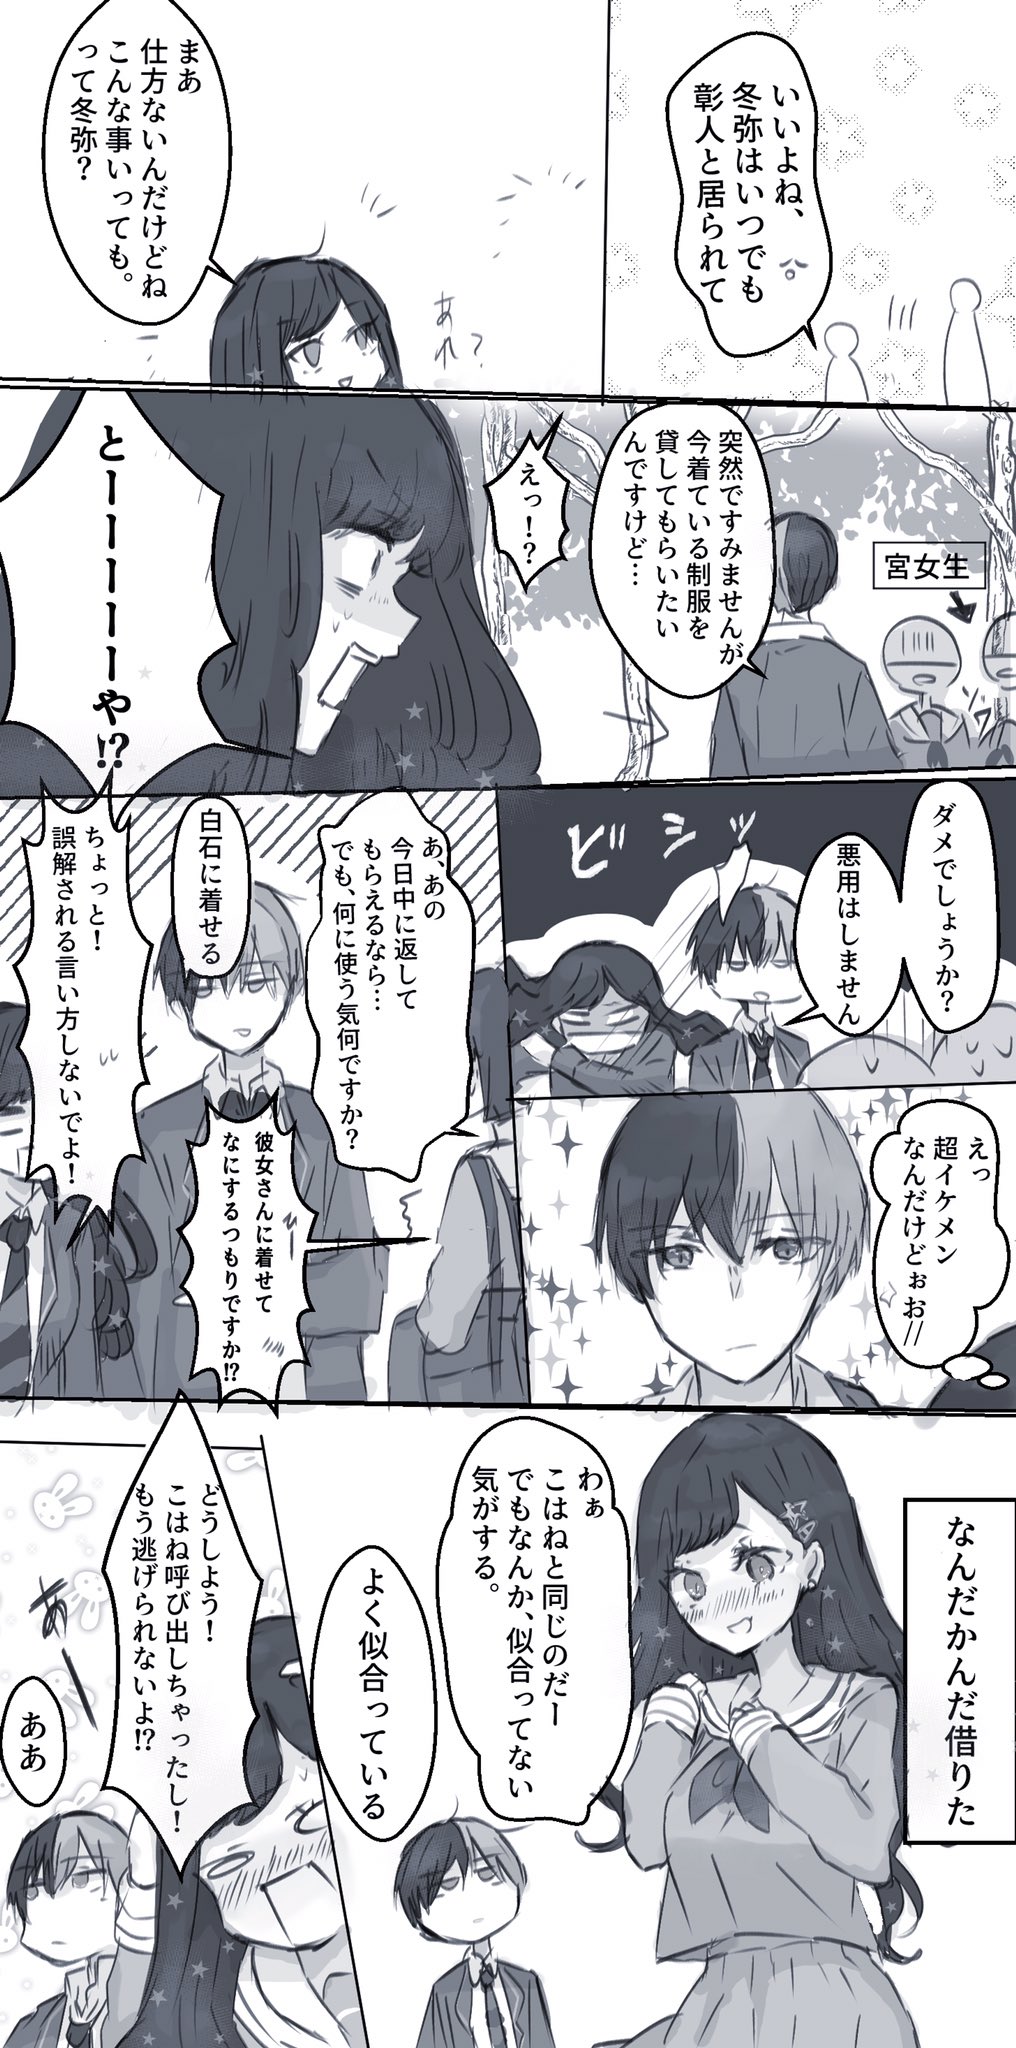 いいよね、
冬弥はいつでも
彰人と居られて
まあ
仕方ないんだけどね
こんな事いっても。
って冬弥？
あれ？
宮女生
突然ですみませんが
今着ている制服を
貸してもらいたい
んですけど…
えっ！？
とーーーーーや⁉
ダメでしょうか？
悪用はしません
ビシッ
えっ
超イケメン
なんだけどぉぉ//
あ、あの
今日中に返して
もらえるなら…
でも、何に使う気何ですか？
白石に着せる
彼女さんに着せて
なにするつもりですか⁉
ちょっと！
誤解される言い方しないでよ！
なんだかんだ借りた
わぁ
こはねと同じのだー
でもなんか、似合ってない
気がする。
よく似合っている
どうしよう！
こはね呼び出しちゃったし！
もう逃げられないよ⁉
あー
ああ